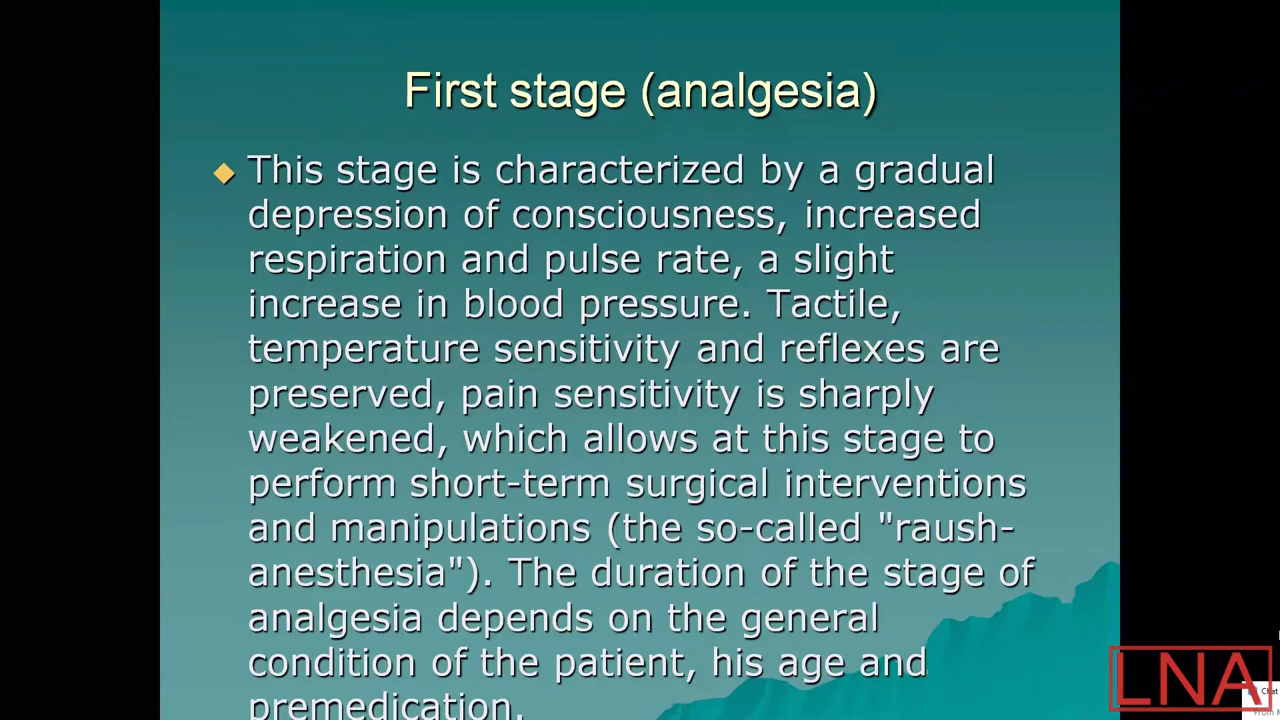 First stage (analgesia)
This stage is characterized by a gradual
depression of consciousness, increased
respiration and pulse rate, a slight
increase in blood pressure. Tactile,
temperature sensitivity and reflexes are
preserved, pain sensitivity is sharply
weakened, which allows at this stage to
perform short-term surgical interventions
and manipulations (the so-called "raush-
anesthesia"). The duration of the stage of
analgesia depends on the general
condition of the patient, his age and
premedication.
LNA
Chat